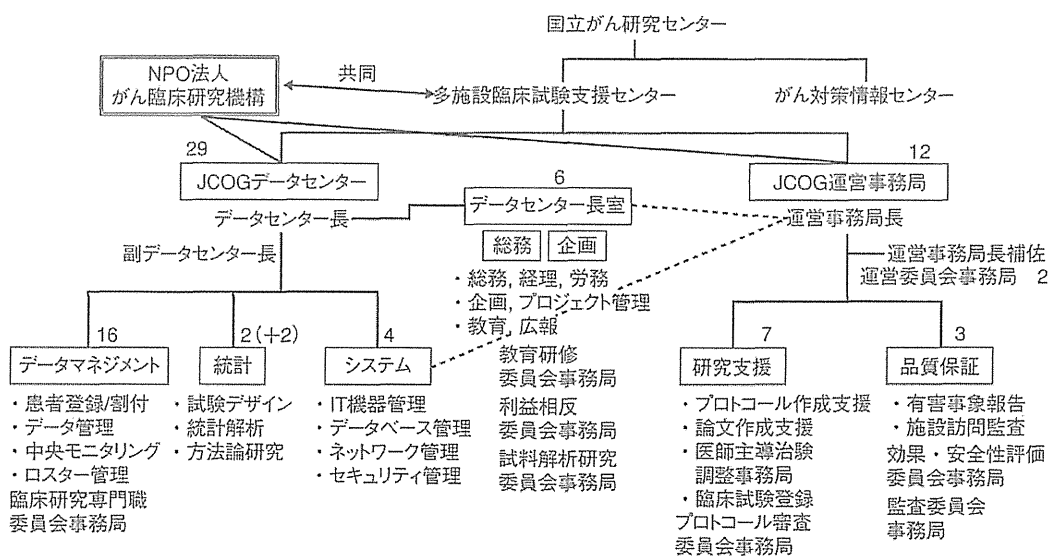 国立がん研究センター
NPO法人
がん臨床研究機構
共同
多施設臨床試験支援センター
がん対策情報センター
29
JCOGデータセンター
データセンター長
副データセンター長
6
データセンター長室
総務 企画
・総務, 経理, 労務
・企画, プロジェクト管理
・教育, 広報
教育研修
委員会事務局
利益相反
委員会事務局
試料解析研究
委員会事務局
12
JCOG運営事務局
運営事務局長
運営事務局長補佐
運営委員会事務局 2
16
データマネジメント
・患者登録/割付
・データ管理
・中央モニタリング
・ロスター管理
臨床研究専門職
委員会事務局
2(+2)
統計
・試験デザイン
・統計解析
・方法論研究
4
システム
・IT機器管理
・データベース管理
・ネットワーク管理
・セキュリティ管理
7
研究支援
・プロトコール作成支援
・論文作成支援
・医師主導治験
調整事務局
・臨床試験登録
プロトコール審査
委員会事務局
3
品質保証
・有害事象報告
・施設訪問監査
効果・安全性評価
委員会事務局
監査委員会
事務局